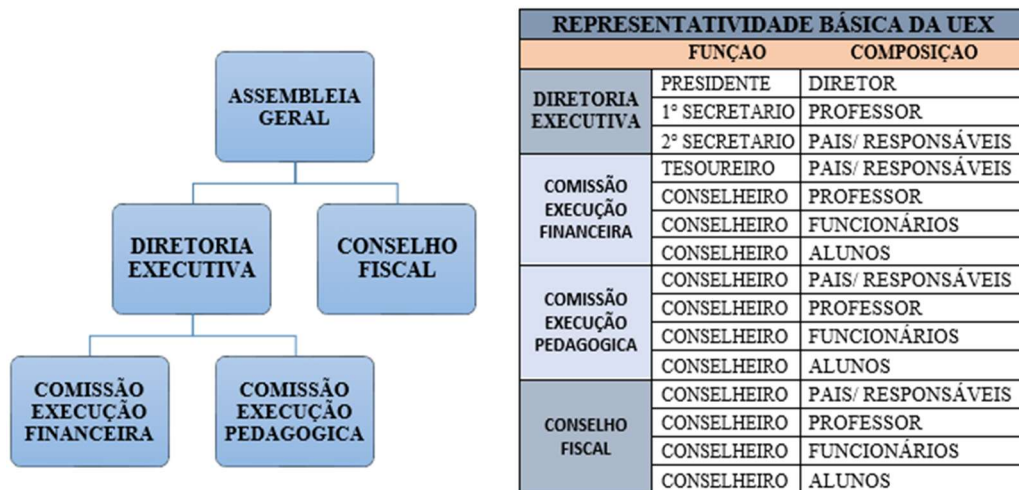 ASSEMBLEIA
GERAL
DIRETORIA
EXECUTIVA
CONSELHO
FISCAL
COMISSÃO
EXECUÇÃO
FINANCEIRA
COMISSÃO
EXECUÇÃO
PEDAGOGICA
REPRESENTATIVIDADE BÁSICA DA UEX
FUNÇAO COMPOSIÇAO
DIRETORIA
EXECUTIVA
PRESIDENTE DIRETOR
1° SECRETARIO PROFESSOR
2° SECRETARIO PAIS/ RESPONSÁVEIS
COMISSÃO
EXECUÇÃO
FINANCEIRA
TESOUREIRO PAIS/ RESPONSÁVEIS
CONSELHEIRO PROFESSOR
CONSELHEIRO FUNCIONÁRIOS
CONSELHEIRO ALUNOS
COMISSÃO
EXECUÇÃO
PEDAGOGICA
CONSELHEIRO PAIS/ RESPONSÁVEIS
CONSELHEIRO PROFESSOR
CONSELHEIRO FUNCIONÁRIOS
CONSELHEIRO ALUNOS
CONSELHO
FISCAL
CONSELHEIRO PAIS/ RESPONSÁVEIS
CONSELHEIRO PROFESSOR
CONSELHEIRO FUNCIONÁRIOS
CONSELHEIRO ALUNOS